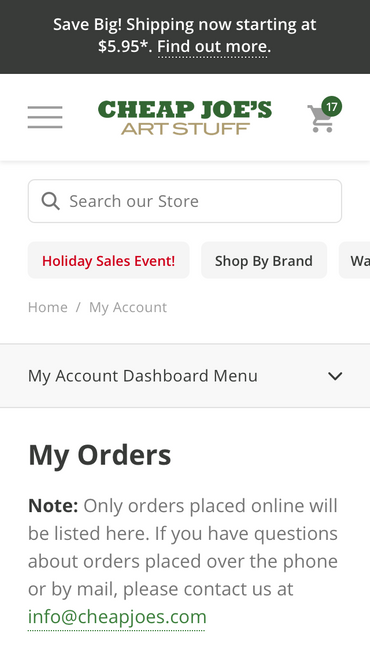 Save Big! Shipping now starting at
$5.95*. Find out more.
CHEAP JOE'S
ART STUFF
17
Search our Store
Holiday Sales Event!
Shop By Brand
Wa
Home / My Account
My Account Dashboard Menu
My Orders
Note: Only orders placed online will
be listed here. If you have questions
about orders placed over the phone
or by mail, please contact us at
info@cheapjoes.com